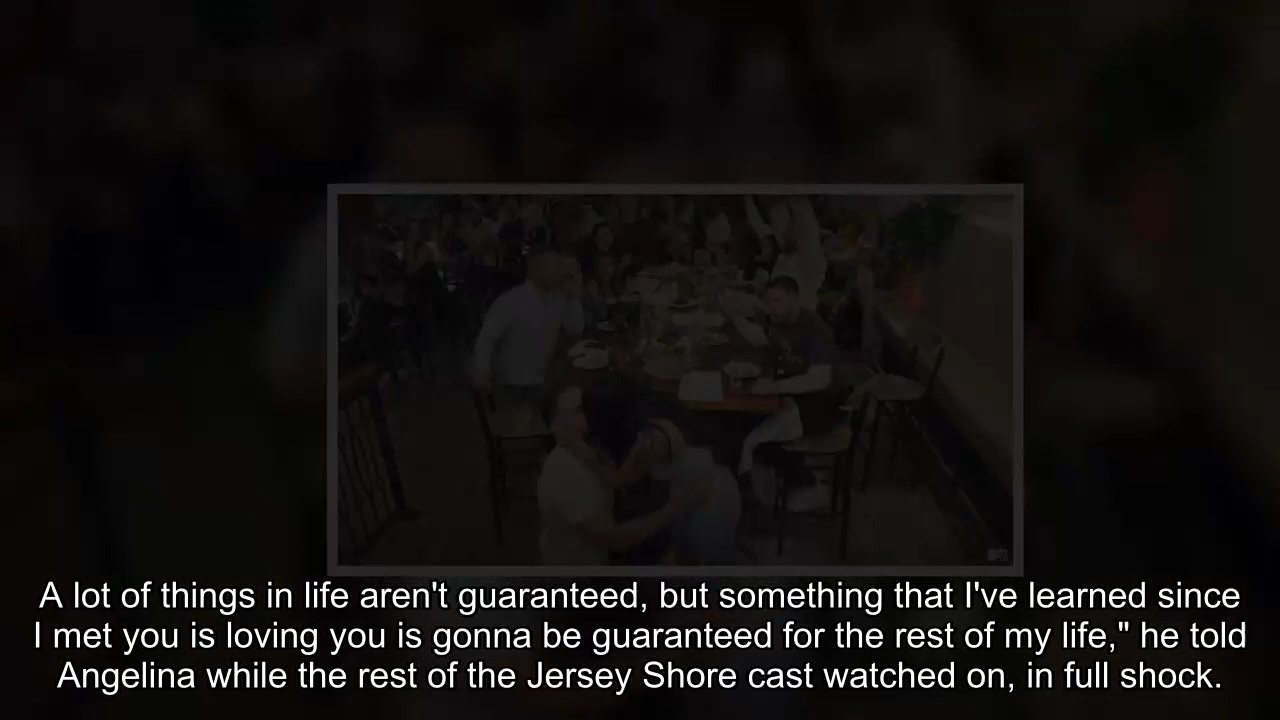 A lot of things in life aren't guaranteed, but something that I've learned since
I met you is loving you is gonna be guaranteed for the rest of my life," he told
Angelina while the rest of the Jersey Shore cast watched on, in full shock.